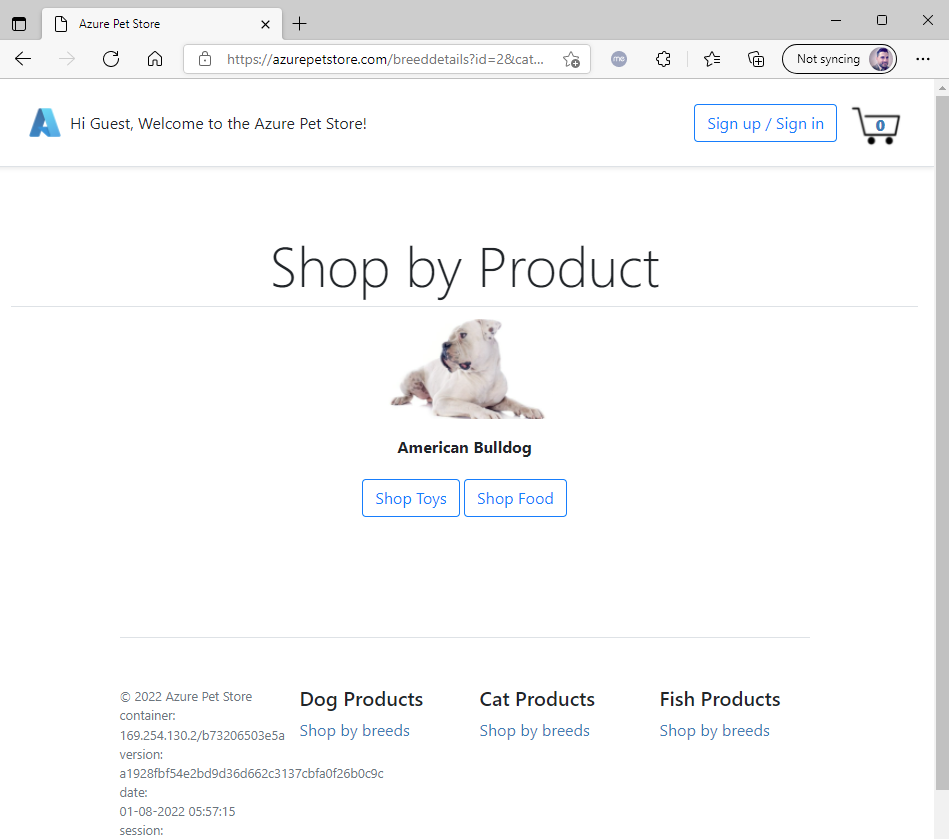 Azure Pet Store
https://azurepetstore.com/breeddetails?id=2&cat...
me
Not syncing
Hi Guest, Welcome to the Azure Pet Store!
Sign up / Sign in
0
Shop by Product
American Bulldog
Shop Toys
Shop Food
© 2022 Azure Pet Store
container:
169.254.130.2/b73206503e5a
version:
a1928fbf54e2bd9d36d662c3137cbfa0f26b0c9c
date:
01-08-2022 05:57:15
session:
Dog Products
Shop by breeds
Cat Products
Shop by breeds
Fish Products
Shop by breeds